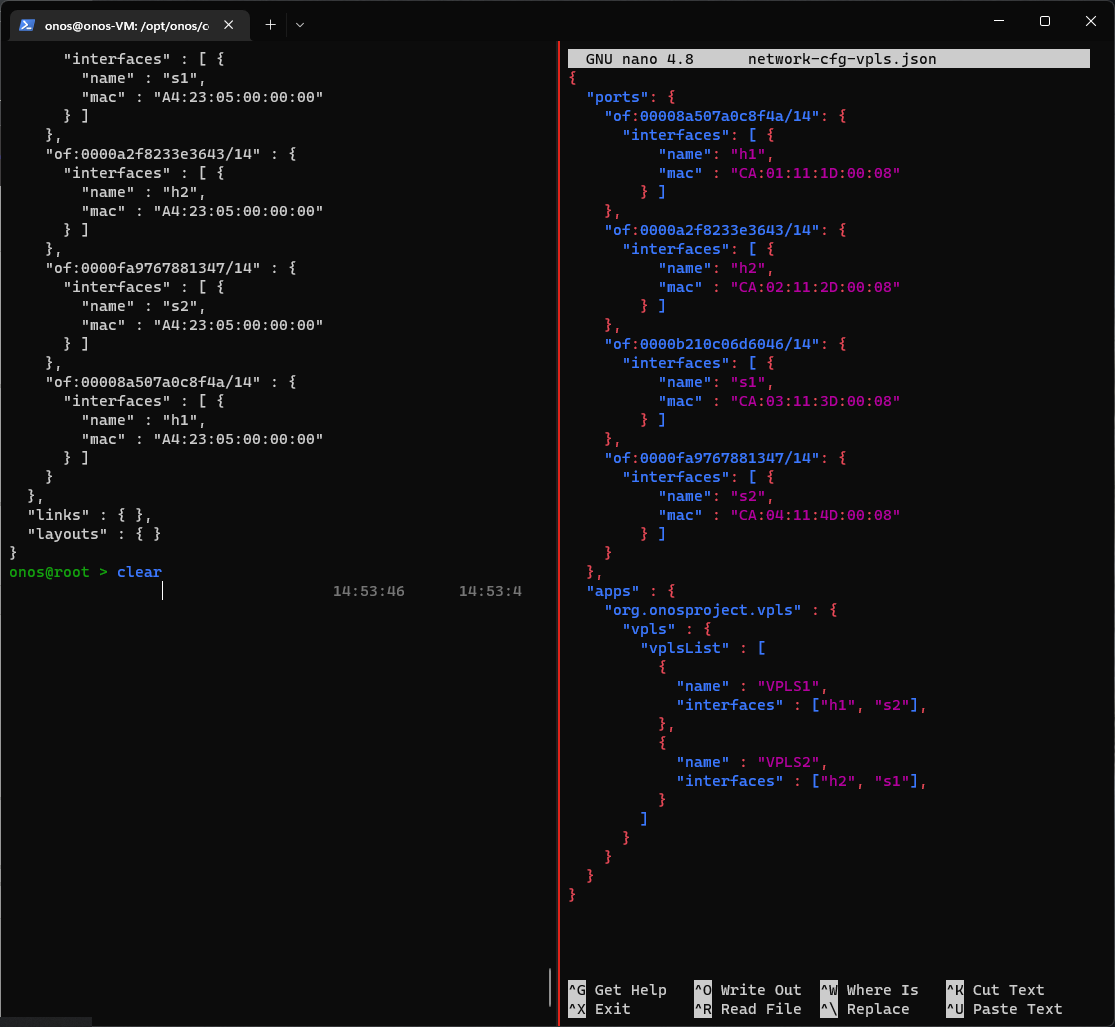 onos@onos-VM: /opt/onos/c
"interfaces" : [ {
"name" : "s1",
"mac" : "A4:23:05:00:00:00"
} ]
},
"of:0000a2f8233e3643/14" : {
"interfaces" : [ {
"name" : "h2",
"mac" : "A4:23:05:00:00:00"
} ]
},
"of:0000fa9767881347/14" : {
"interfaces" : [ {
"name" : "s2",
"mac" : "A4:23:05:00:00:00"
} ]
},
"of:00008a507a0c8f4a/14" : {
"interfaces" : [ {
"name" : "h1",
"mac" : "A4:23:05:00:00:00"
} ]
}
},
"links" : { },
"layouts" : { }
}
onos@root > clear
14:53:46 14:53:4
GNU nano 4.8 network-cfg-vpls.json
{
"ports": {
"of:00008a507a0c8f4a/14": {
"interfaces": [ {
"name": "h1",
"mac" : "CA:01:11:1D:00:08"
} ]
},
"of:0000a2f8233e3643/14": {
"interfaces": [ {
"name": "h2",
"mac" : "CA:02:11:2D:00:08"
} ]
},
"of:0000b210c06d6046/14": {
"interfaces": [ {
"name": "s1",
"mac" : "CA:03:11:3D:00:08"
} ]
},
"of:0000fa9767881347/14": {
"interfaces": [ {
"name": "s2",
"mac" : "CA:04:11:4D:00:08"
} ]
}
},
"apps" : {
"org.onosproject.vpls" : {
"vpls" : {
"vplsList" : [
{
"name" : "VPLS1",
"interfaces" : ["h1", "s2"],
},
{
"name" : "VPLS2",
"interfaces" : ["h2", "s1"],
}
]
}
}
}
}
^G Get Help ^O Write Out ^W Where Is ^K Cut Text
^X Exit ^R Read File ^\ Replace ^U Paste Text